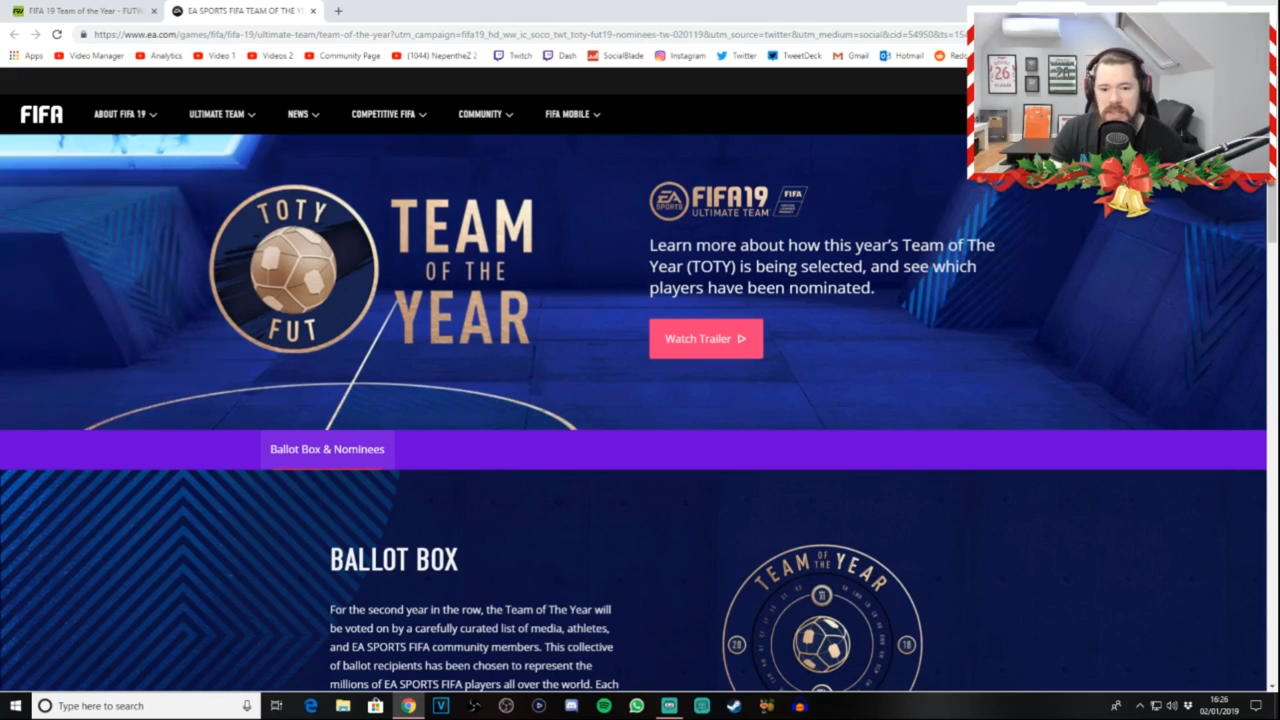 FIFA 19 Team of the Year - FUTW
EA SPORTS FIFA TEAM OF THE Y
https://www.ea.com/games/fifa/fifa-19/ultimate-team/team-of-the-year?utm_campaign=fifa19_hd_ww_ic_soco_twt_toty-fut19-nominees-tw-020119&utm_source=twitter&utm_medium=social&cid=54950&ts=15
Apps Video Manager Analytics Video 1 Videos 2 Community Page (1044) NepentheZ 2 Twitch Dash SocialBlade Instagram Twitter TweetDeck Gmail Hotmail Redd
FIFA ABOUT FIFA 19 ULTIMATE TEAM NEWS COMPETITIVE FIFA COMMUNITY FIFA MOBILE
TOTY
FUT
TEAM
OF THE
YEAR
EA SPORTS FIFA19 FIFA
ULTIMATE TEAM
Learn more about how this year's Team of The
Year (TOTY) is being selected, and see which
players have been nominated.
Watch Trailer
Ballot Box & Nominees
BALLOT BOX
For the second year in the row, the Team of The Year will
be voted on by a carefully curated list of media, athletes,
and EA SPORTS FIFA community members. This collective
of ballot recipients has been chosen to represent the
millions of EA SPORTS FIFA players all over the world. Each
TEAM OF THE YEAR
11
20 18
26
Type here to search
16:26
02/01/2019